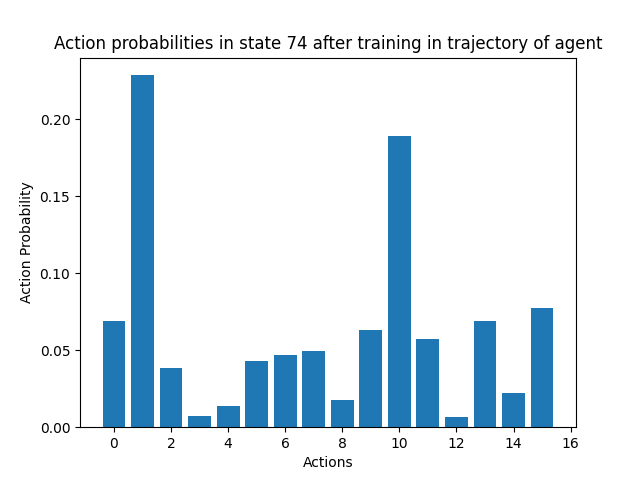 Action probabilities in state 74 after training in trajectory of agent
Action Probability
0.20
0.15
0.10
0.05
0.00
0 2 4 6 8 10 12 14 16
Actions